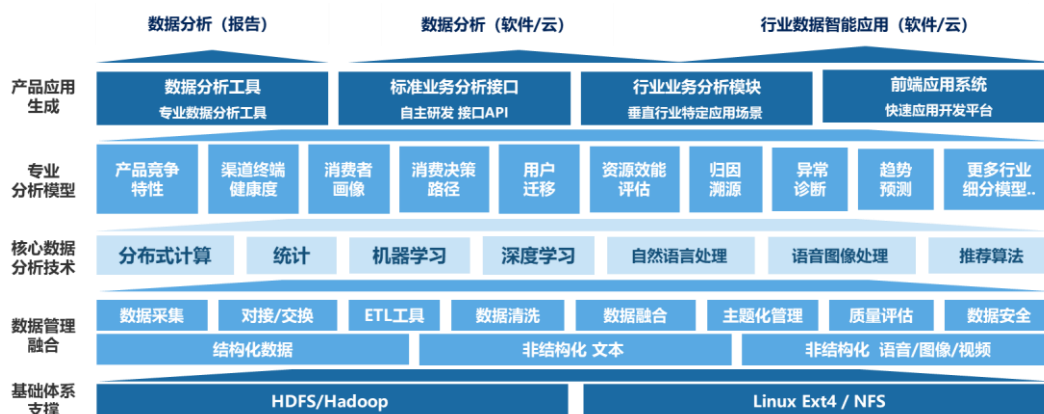 数据分析（报告）
数据分析（软件/云）
行业数据智能应用（软件/云）
产品应用
生成
数据分析工具
专业数据分析工具
标准业务分析接口
自主研发 接口API
行业业务分析模块
垂直行业特定应用场景
前端应用系统
快速应用开发平台
专业
分析模型
产品竞争
特性
渠道终端
健康度
消费者
画像
消费决策
路径
用户
迁移
资源效能
评估
归因
溯源
异常
诊断
趋势
预测
更多行业
细分模型..
核心数据
分析技术
分布式计算
统计
机器学习
深度学习
自然语言处理
语音图像处理
推荐算法
数据管理
融合
数据采集
对接/交换
ETL工具
数据清洗
数据融合
主题化管理
质量评估
数据安全
结构化数据
非结构化 文本
非结构化 语音/图像/视频
基础体系
支撑
HDFS/Hadoop
Linux Ext4 / NFS